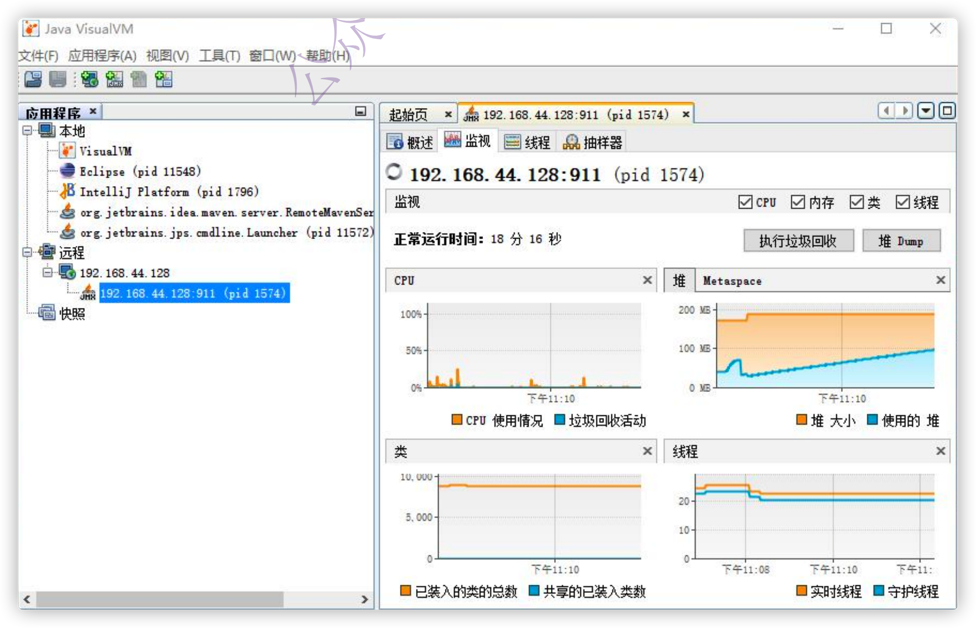 Java VisualVM
文件(F) 应用程序(A) 视图(V) 工具(T) 窗口(W) 帮助(H)
公众
应用程序
本地
VisualVM
Eclipse (pid 11548)
IntelliJ Platform (pid 1796)
org.jetbrains.idea.maven.server.RemoteMavenSer
org.jetbrains.jps.cmdline.Launcher (pid 11572)
远程
192.168.44.128
192.168.44.128:911 (pid 1574)
快照
起始页 192.168.44.128:911 (pid 1574)
概述 监视 线程 抽样器
192.168.44.128:911 (pid 1574)
监视 CPU 内存 类 线程
正常运行时间: 18 分 16 秒 执行垃圾回收 堆 Dump
CPU
100%
50%
0%
下午11:10
CPU 使用情况 垃圾回收活动
堆 Metaspace
200 MB
100 MB
0 MB
下午11:10
堆 大小 使用的 堆
类
10,000
5,000
0
下午11:10
已装入的类的总数 共享的已装入类数
线程
20
10
0
下午11:08 下午11:10 下午11:
实时线程 守护线程